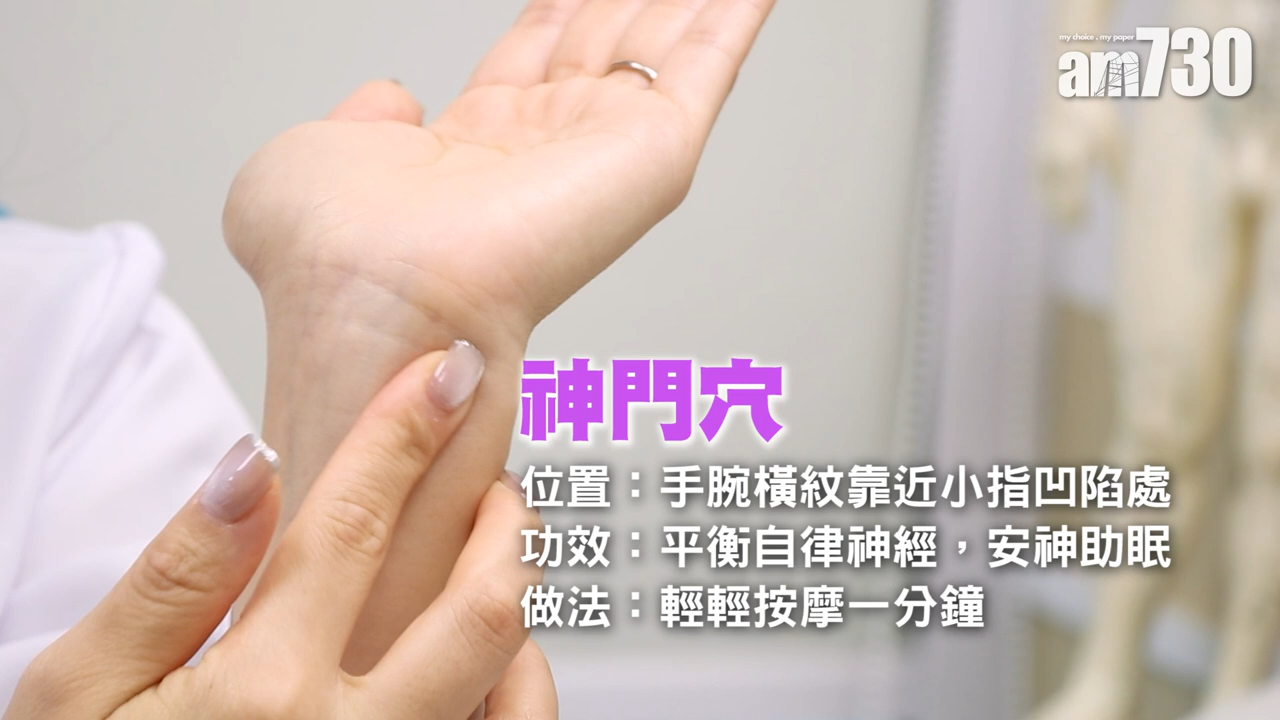 my choice . my paper
am730
神門穴
位置：手腕橫紋靠近小指凹陷處
功效：平衡自律神經，安神助眠
做法：輕輕按摩一分鐘